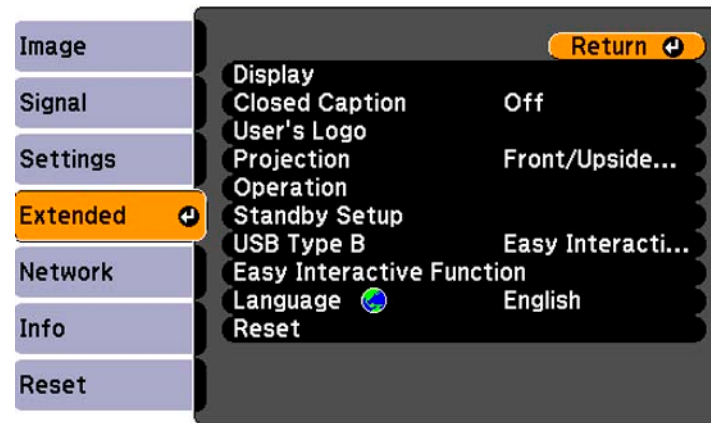 Image
Signal
Settings
Extended
Network
Info
Reset
Return
Display
Closed Caption Off
User's Logo
Projection Front/Upside...
Operation
Standby Setup
USB Type B Easy Interacti...
Easy Interactive Function
Language English
Reset